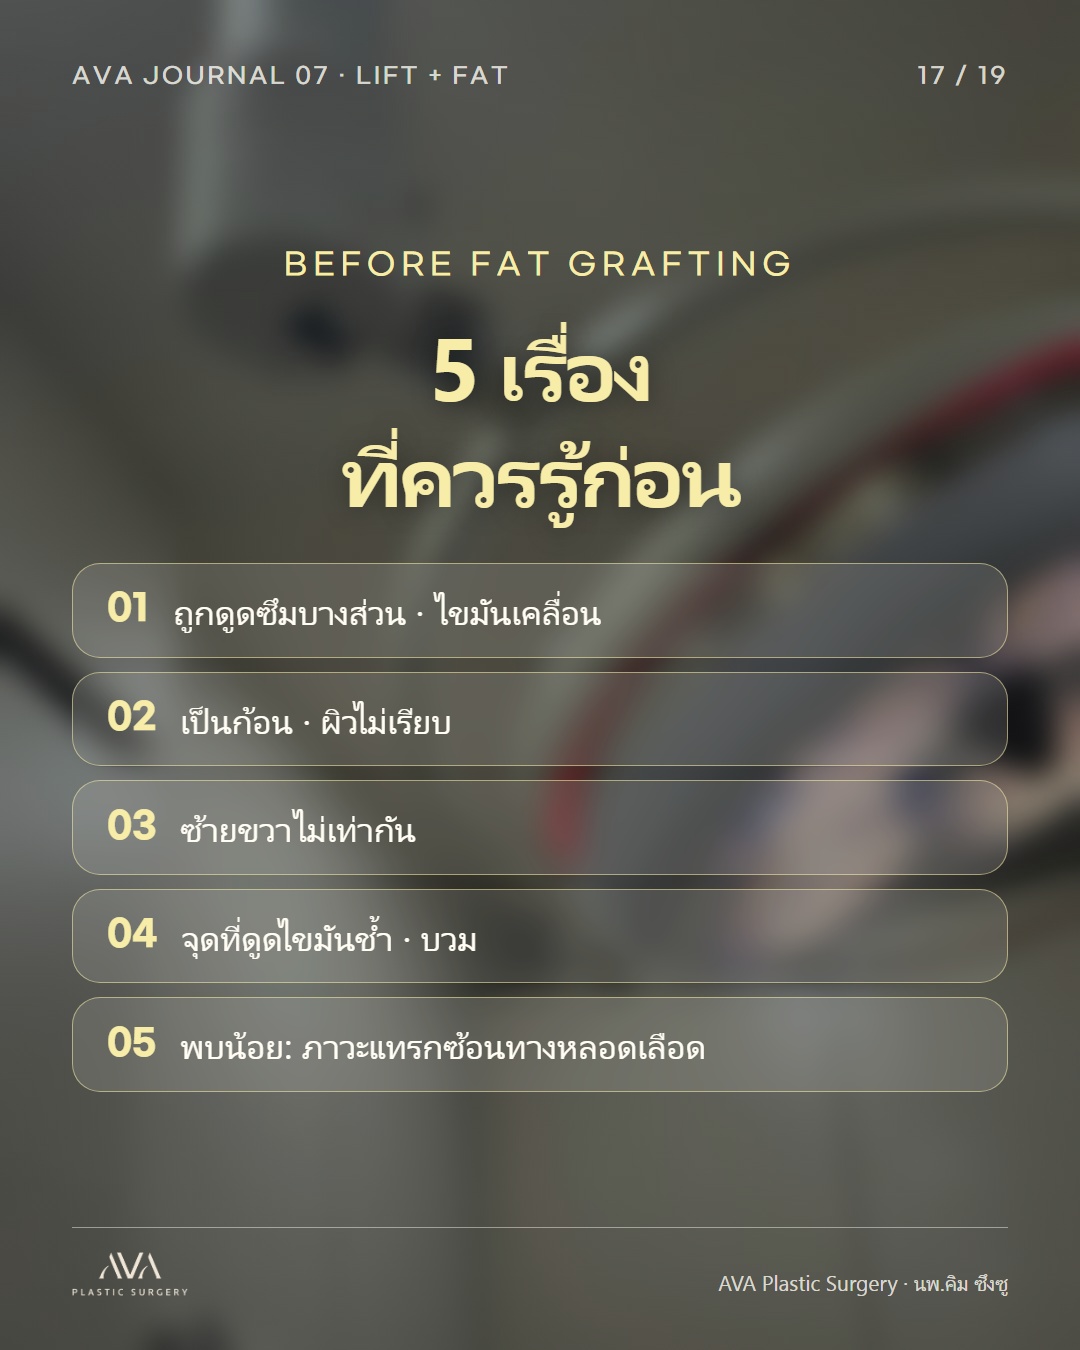 AVA JOURNAL 07 · LIFT + FAT
17 / 19
BEFORE FAT GRAFTING
5 เรื่อง
ที่ควรรู้ก่อน
01 ถูกดูดซึมบางส่วน · ไขมันเคลื่อน
02 เป็นก้อน · ผิวไม่เรียบ
03 ซ้ายขวาไม่เท่ากัน
04 จุดที่ดูดไขมันช้ำ · บวม
05 พบน้อย: ภาวะแทรกซ้อนทางหลอดเลือด
AVA
PLASTIC SURGERY
AVA Plastic Surgery · นพ.คิม ซึงซู